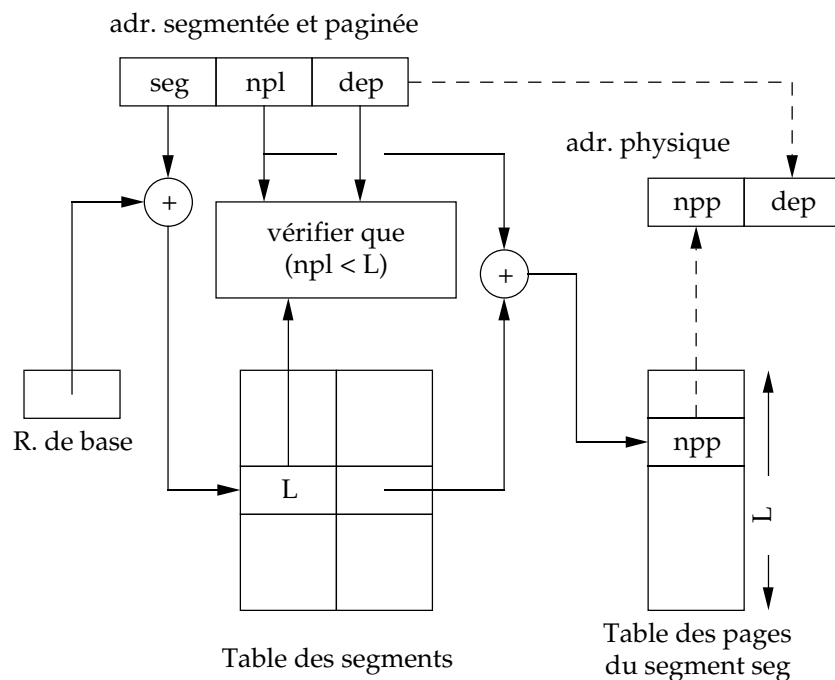 adr. segmentée et paginée
seg npl dep
adr. physique
npp dep
+
vérifier que
(npl < L)
+
R. de base
npp
L
L
Table des segments
Table des pages
du segment seg